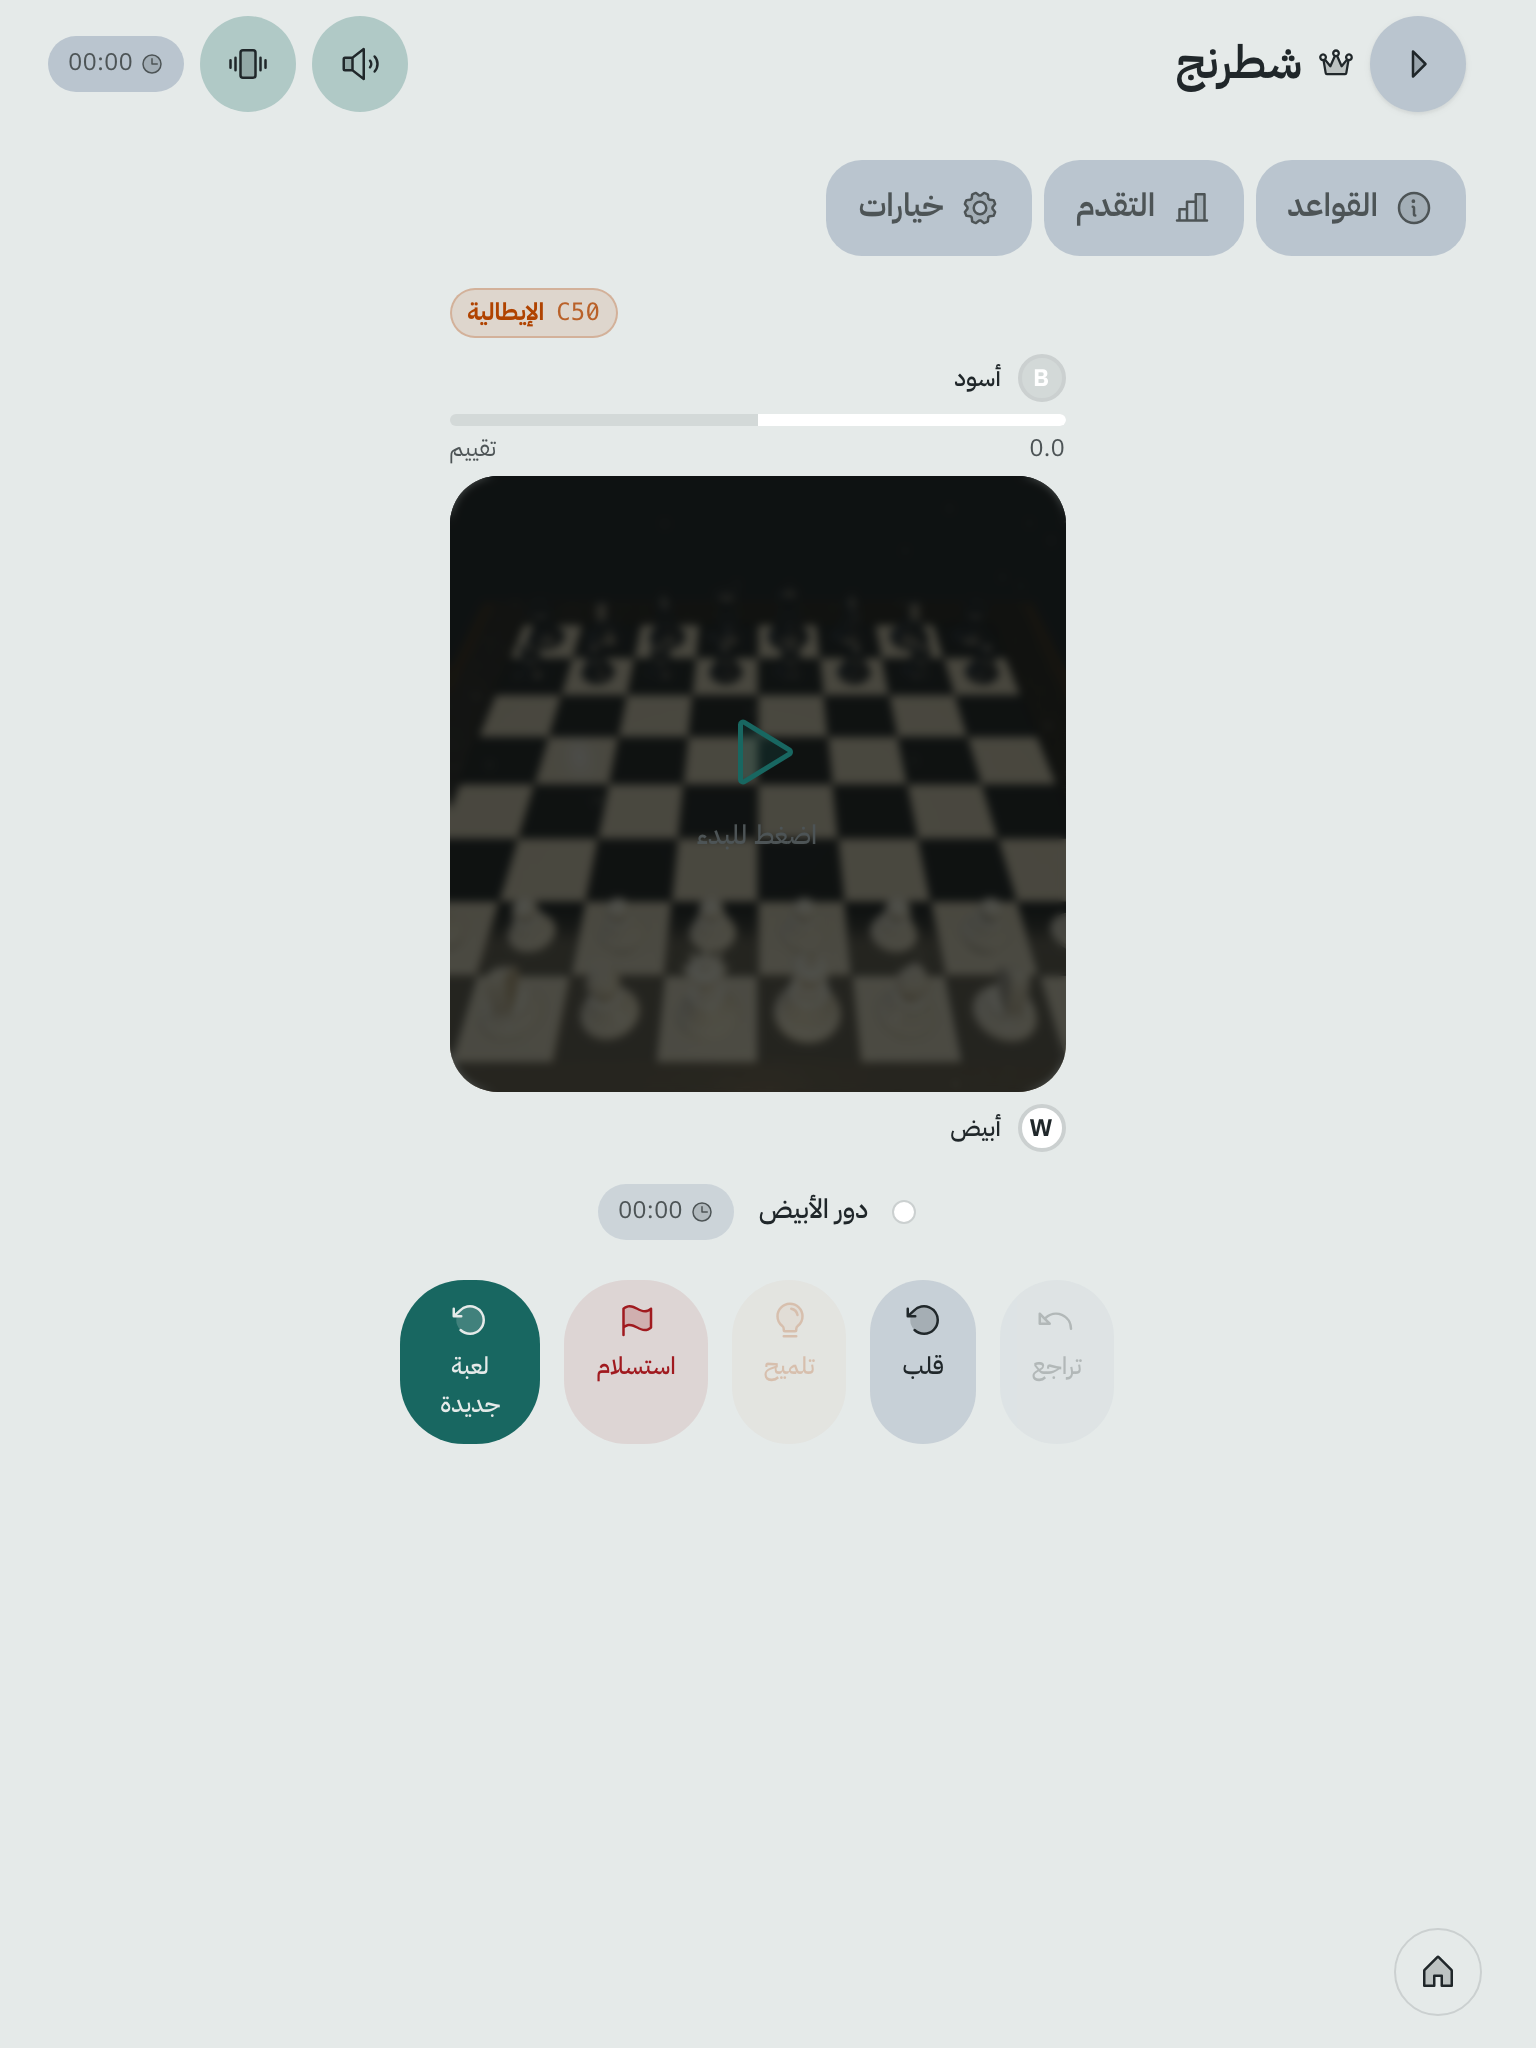 شطرنج
00:00
القواعد
التقدم
خيارات
C50 الإيطالية
B أسود
0.0 تقييم
اضغط للبدء
W أبيض
دور الأبيض 00:00
تراجع
قلب
تلميح
استسلام
لعبة
جديدة